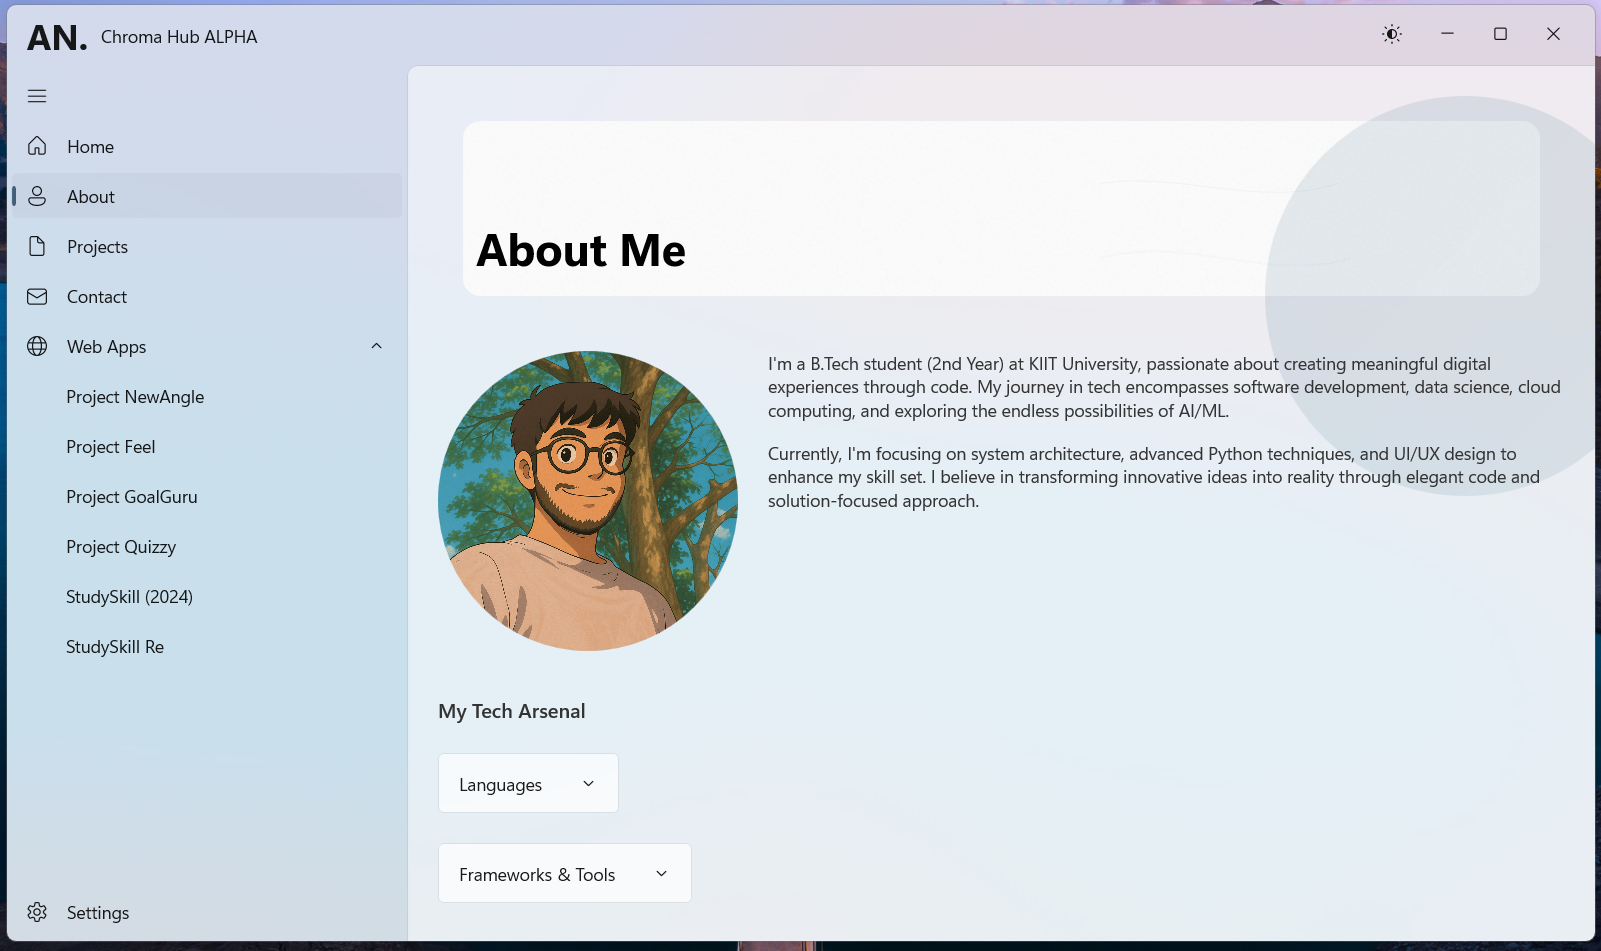 AN. Chroma Hub ALPHA
Home
About
Projects
Contact
Web Apps
Project NewAngle
Project Feel
Project GoalGuru
Project Quizzy
StudySkill (2024)
StudySkill Re
Settings
About Me
I'm a B.Tech student (2nd Year) at KIIT University, passionate about creating meaningful digital
experiences through code. My journey in tech encompasses software development, data science, cloud
computing, and exploring the endless possibilities of AI/ML.
Currently, I'm focusing on system architecture, advanced Python techniques, and UI/UX design to
enhance my skill set. I believe in transforming innovative ideas into reality through elegant code and
solution-focused approach.
My Tech Arsenal
Languages
Frameworks & Tools